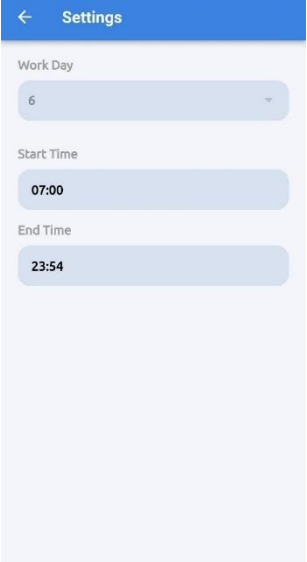 Settings
Work Day
6
Start Time
07:00
End Time
23:54